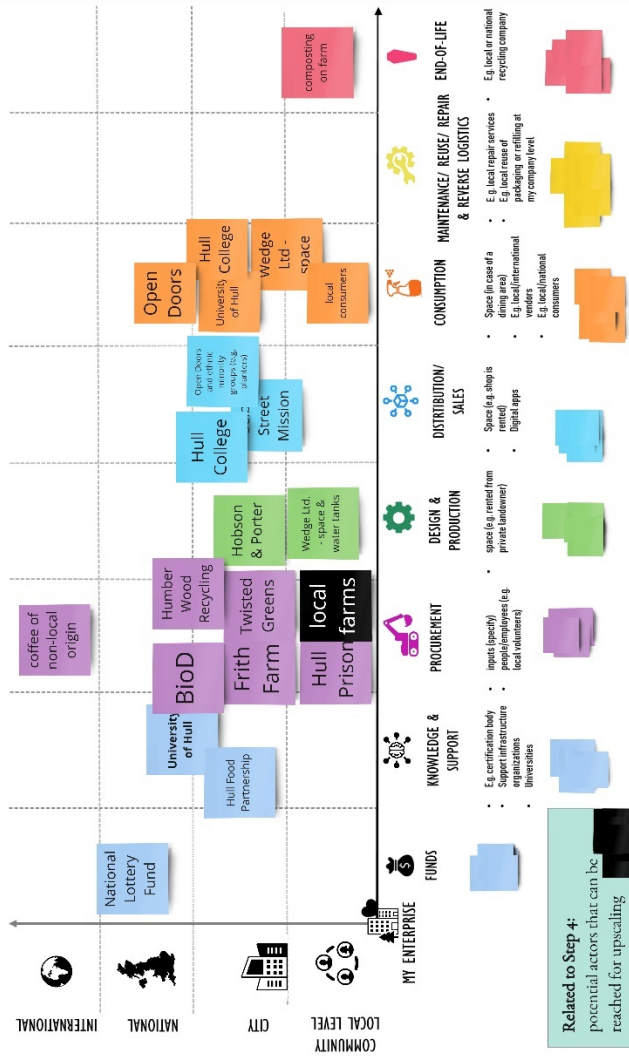 INTERNATIONAL
NATIONAL
CITY
COMMUNITY
LOCAL LEVEL
MY ENTERPRISE
National
Lottery
Fund
University
of Hull
Hull Food
Partnership
coffee of
non-local
origin
BioD
Humber
Wood
Recycling
Frith
Farm
Twisted
Greens
Hull
Prison
local
farms
Hobson
& Porter
Wedge Ltd.
- space &
water tanks
Hull
College
Open Doors
and ethnic
minority
groups (e.g.
planters)
Street
Mission
Open
Doors
Hull
College
University
of Hull
Wedge
Ltd -
space
local
consumers
composting
on farm
FUNDS
KNOWLEDGE &
SUPPORT
• E.g. certification body
• Support infrastructure
organizations
• Universities
PROCUREMENT
• inputs (specify)
• people/employees (e.g.
local volunteers)
DESIGN &
PRODUCTION
• space (e.g. rented from
private landowner)
DISTRIBUTION/
SALES
• Space (e.g. shop is
rented)
• Digital apps
CONSUMPTION
• Space (in case of a
dining area)
• E.g. local/international
vendors
• E.g. local/national
consumers
MAINTENANCE/ REUSE/ REPAIR
& REVERSE LOGISTICS
• E.g. local repair services
• E.g. local reuse of
packaging or refilling at
my company level
END-OF-LIFE
• E.g. local or national
recycling company
Related to Step 4:
potential actors that can be
reached for upscaling